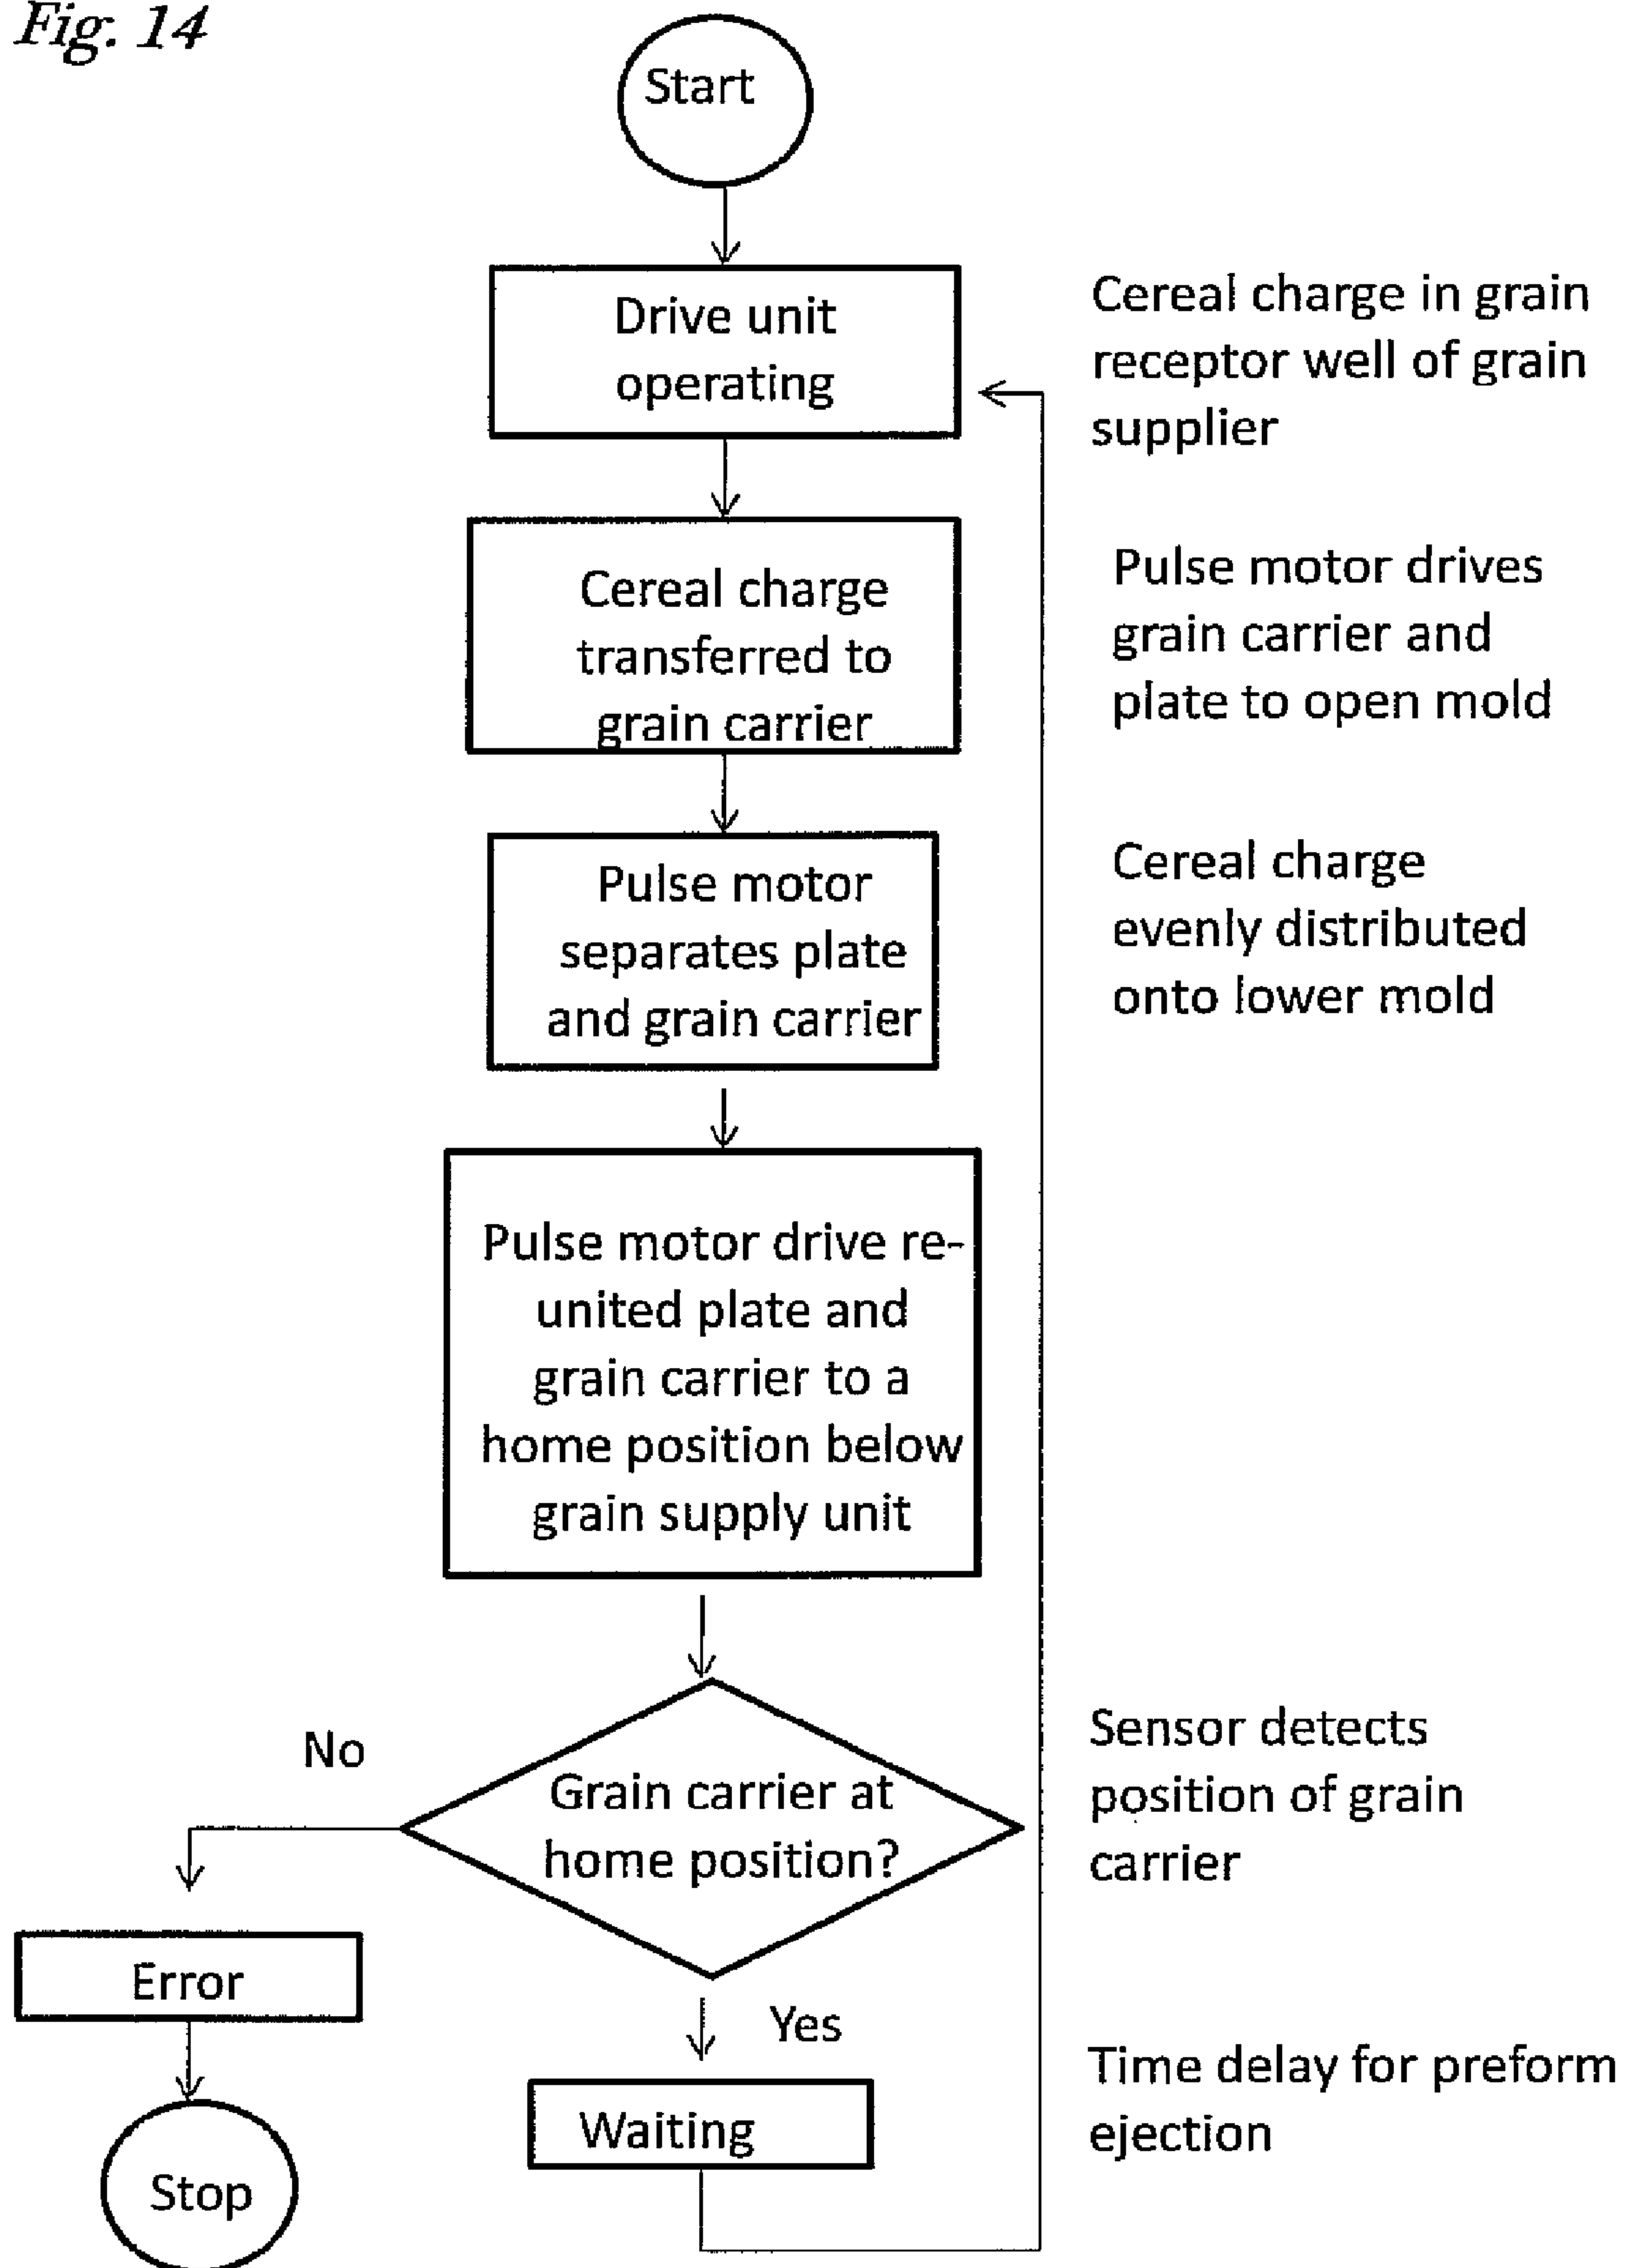 Fig. 14
Start
Drive unit
operating
Cereal charge in grain
receptor well of grain
supplier
Cereal charge
transferred to
grain carrier
Pulse motor drives
grain carrier and
plate to open mold
Pulse motor
separates plate
and grain carrier
Cereal charge
evenly distributed
onto lower mold
Pulse motor drive re-
united plate and
grain carrier to a
home position below
grain supply unit
No
Grain carrier at
home position?
Sensor detects
position of grain
carrier
Error
Yes
Stop
Waiting
Time delay for preform
ejection